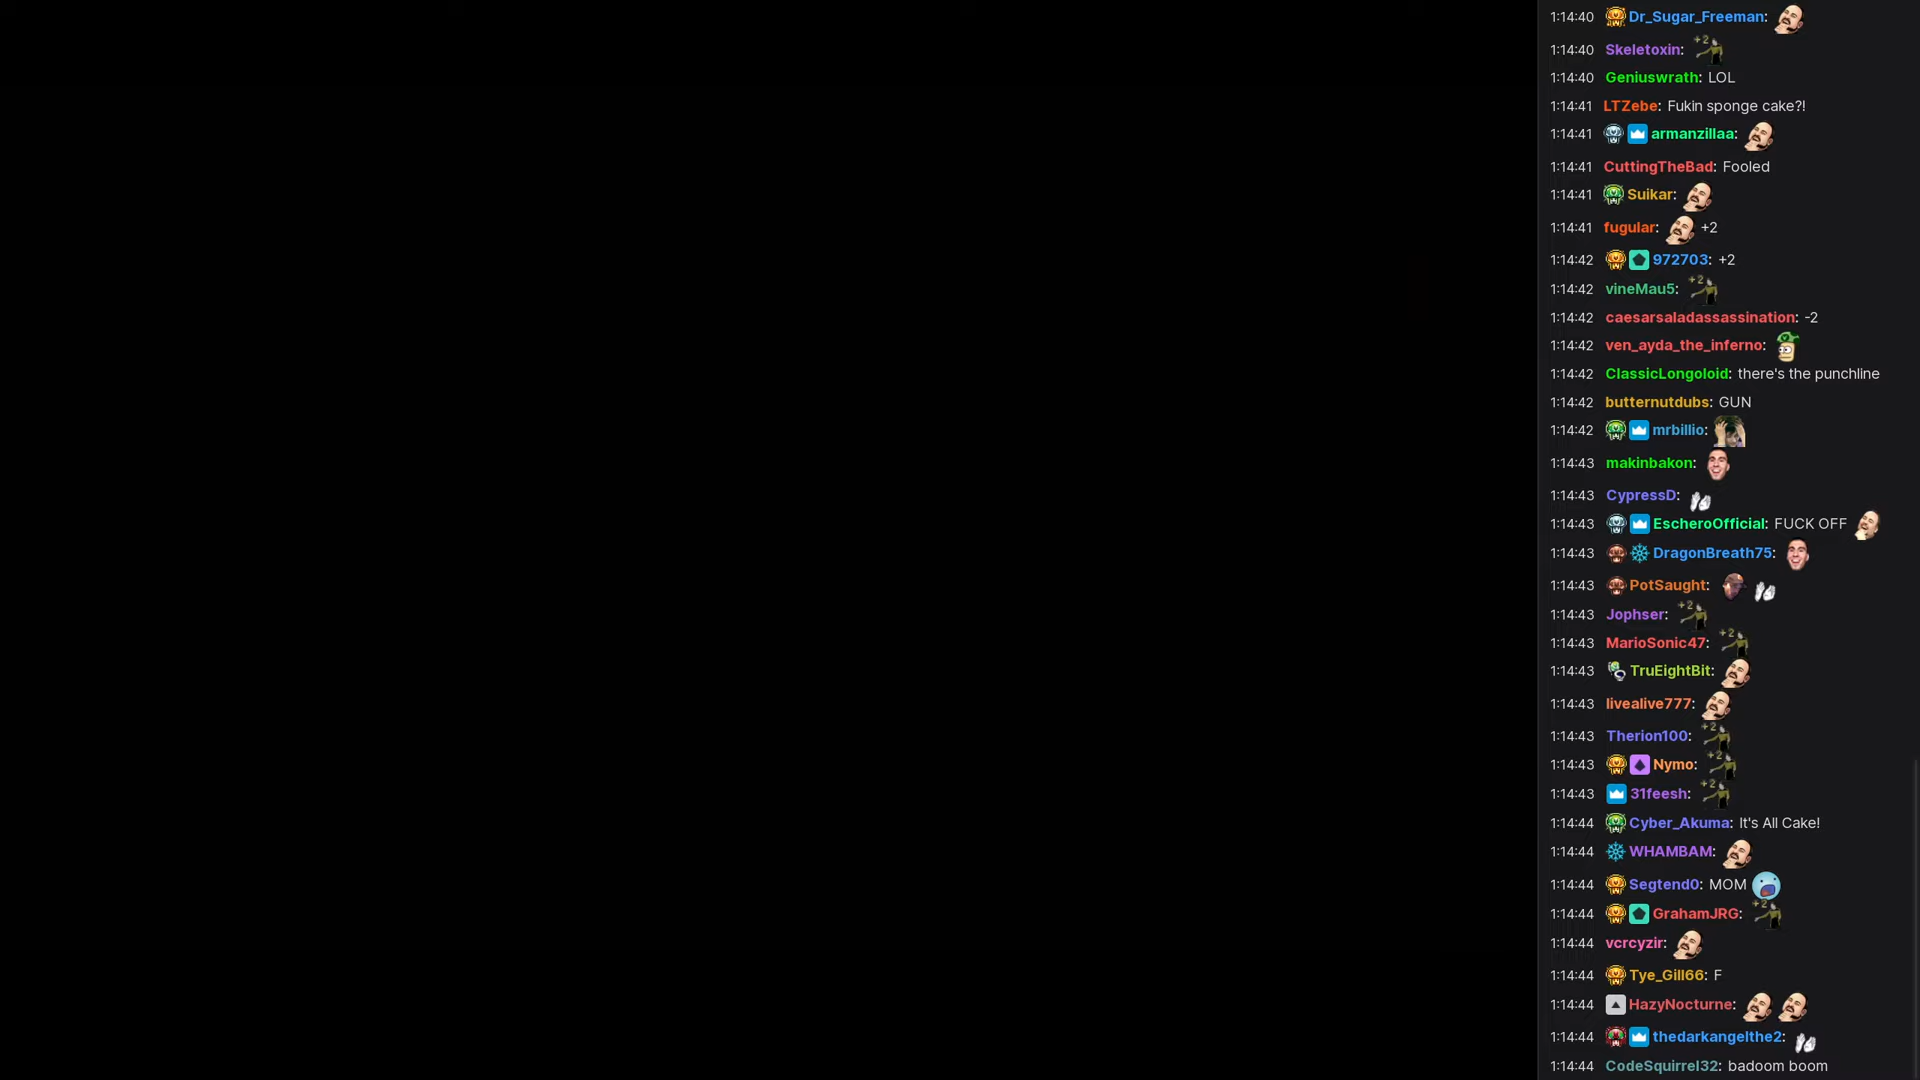 1:14:40 Dr_Sugar_Freeman:
1:14:40 Skeletoxin: +2
1:14:40 Geniuswrath: LOL
1:14:41 LTZebe: Fukin sponge cake?!
1:14:41 armanzillaa:
1:14:41 CuttingTheBad: Fooled
1:14:41 Suikar:
1:14:41 fugular: +2
1:14:42 972703: +2
1:14:42 vineMau5: +2
1:14:42 caesarsaladassassination: -2
1:14:42 ven_ayda_the_inferno:
1:14:42 ClassicLongoloid: there's the punchline
1:14:42 butternutdubs: GUN
1:14:42 mrbillio:
1:14:43 makinbakon:
1:14:43 CypressD:
1:14:43 EscheroOfficial: FUCK OFF
1:14:43 DragonBreath75:
1:14:43 PotSaught:
1:14:43 Jophser: +2
1:14:43 MarioSonic47: +2
1:14:43 TruEightBit:
1:14:43 livealive777:
1:14:43 Therion100: +2
1:14:43 Nymo: +2
1:14:43 31feesh: +2
1:14:44 Cyber_Akuma: It's All Cake!
1:14:44 WHAMBAM:
1:14:44 Segtend0: MOM
1:14:44 GrahamJRG: +2
1:14:44 vcrcyzir:
1:14:44 Tye_Gill66: F
1:14:44 HazyNocturne:
1:14:44 thedarkangelthe2:
1:14:44 CodeSquirrel32: badoom boom